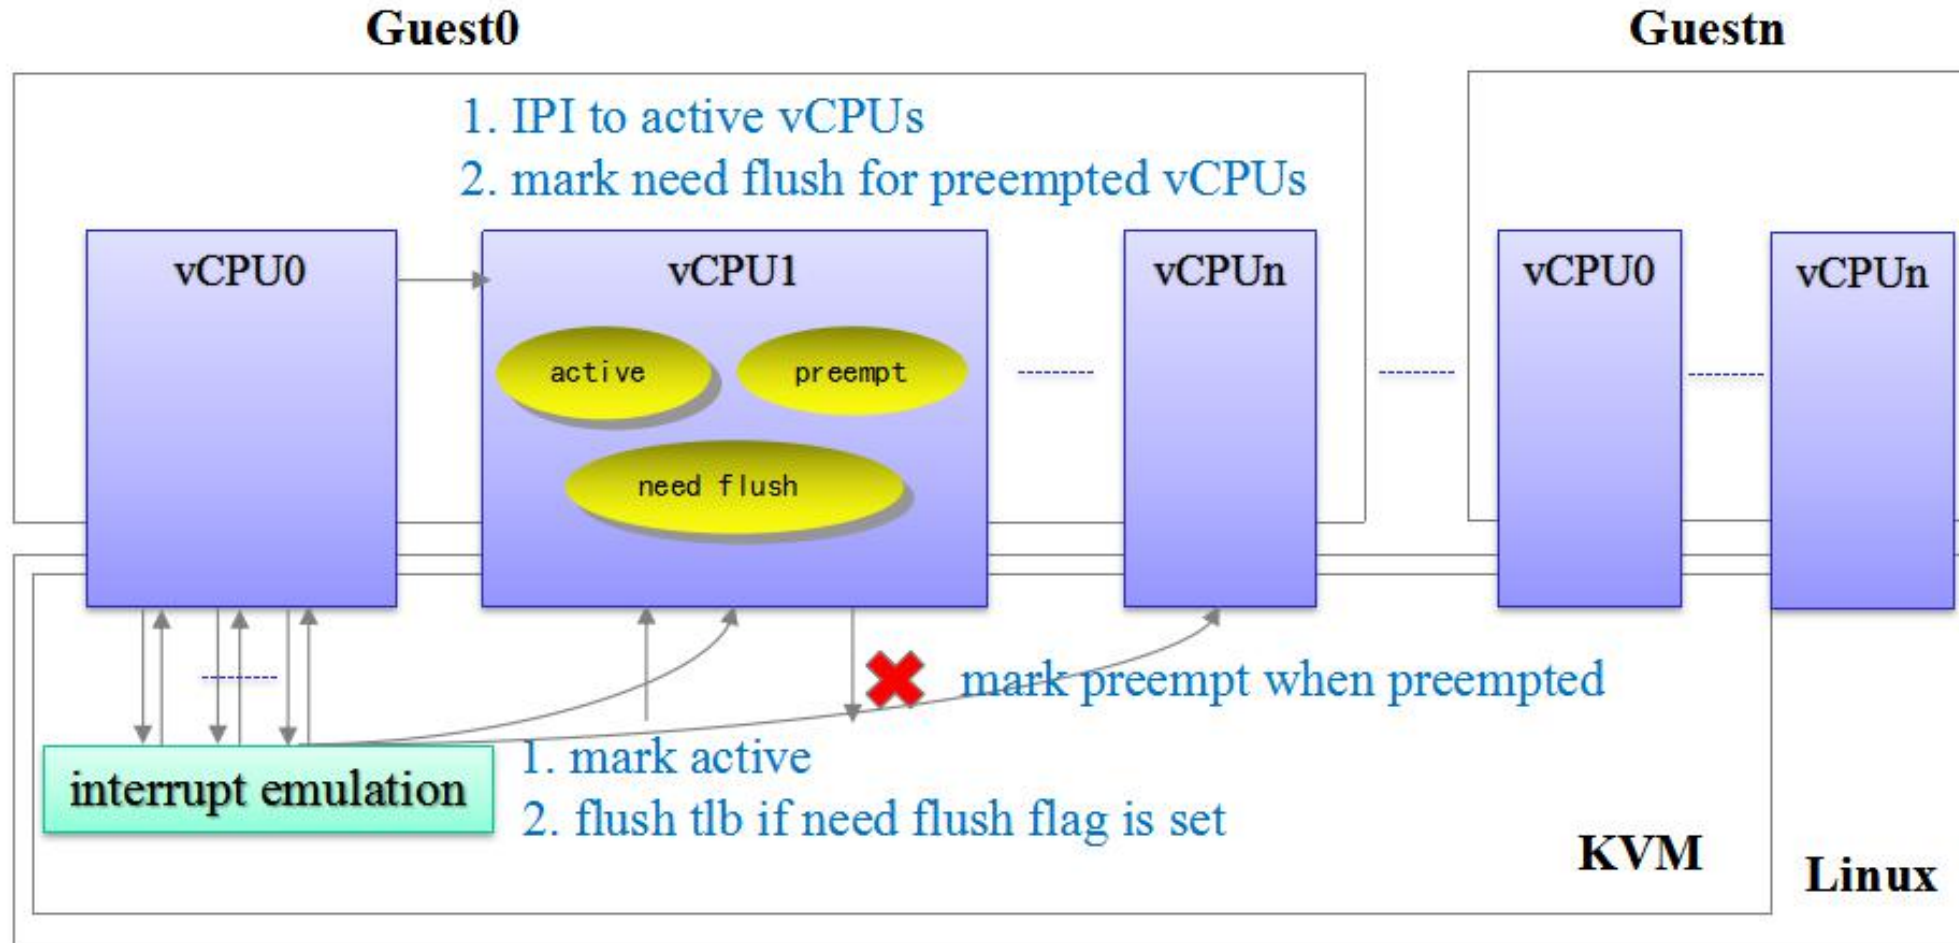 Guest0
Guestn
1. IPI to active vCPUs
2. mark need flush for preempted vCPUs
vCPU0
vCPU1
vCPUn
vCPU0
vCPUn
active
preempt
need flush
mark preempt when preempted
interrupt emulation
1. mark active
2. flush tlb if need flush flag is set
KVM
Linux